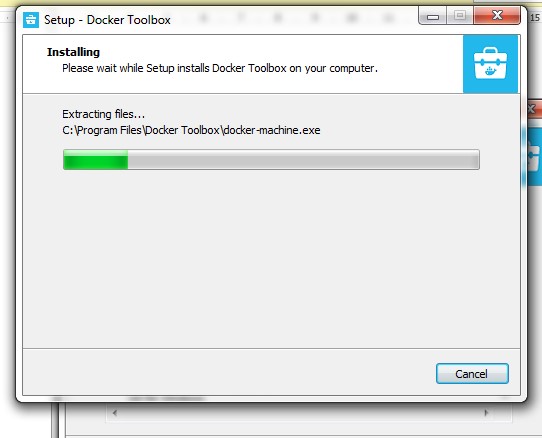 Setup - Docker Toolbox
Installing
Please wait while Setup installs Docker Toolbox on your computer.
Extracting files...
C:\Program Files\Docker Toolbox\docker-machine.exe
Cancel
15